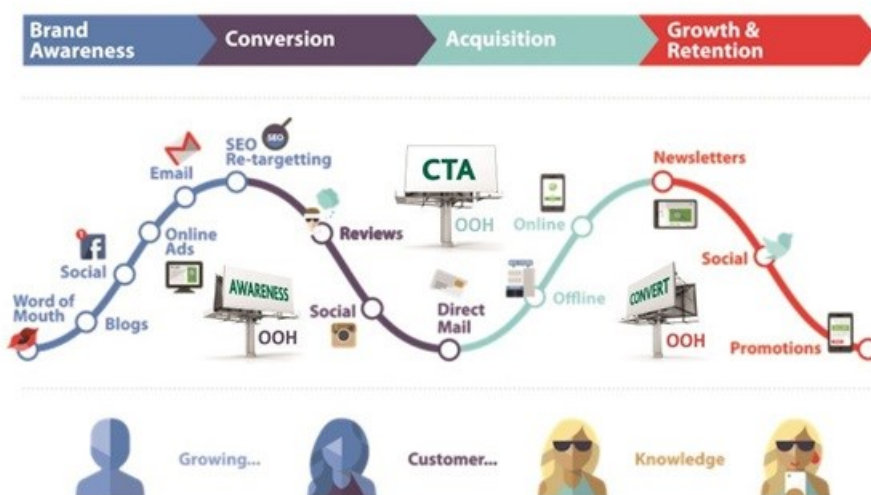 Brand
Awareness
Conversion
Acquisition
Growth &
Retention
SEO
Re-targetting
SEO
Email
Online
Ads
Social
Word of
Mouth
Blogs
AWARENESS
OOH
Reviews
Social
CTA
OOH
Direct
Mail
Online
Offline
Newsletters
CONVERT
OOH
Social
Promotions
Growing...
Customer...
Knowledge